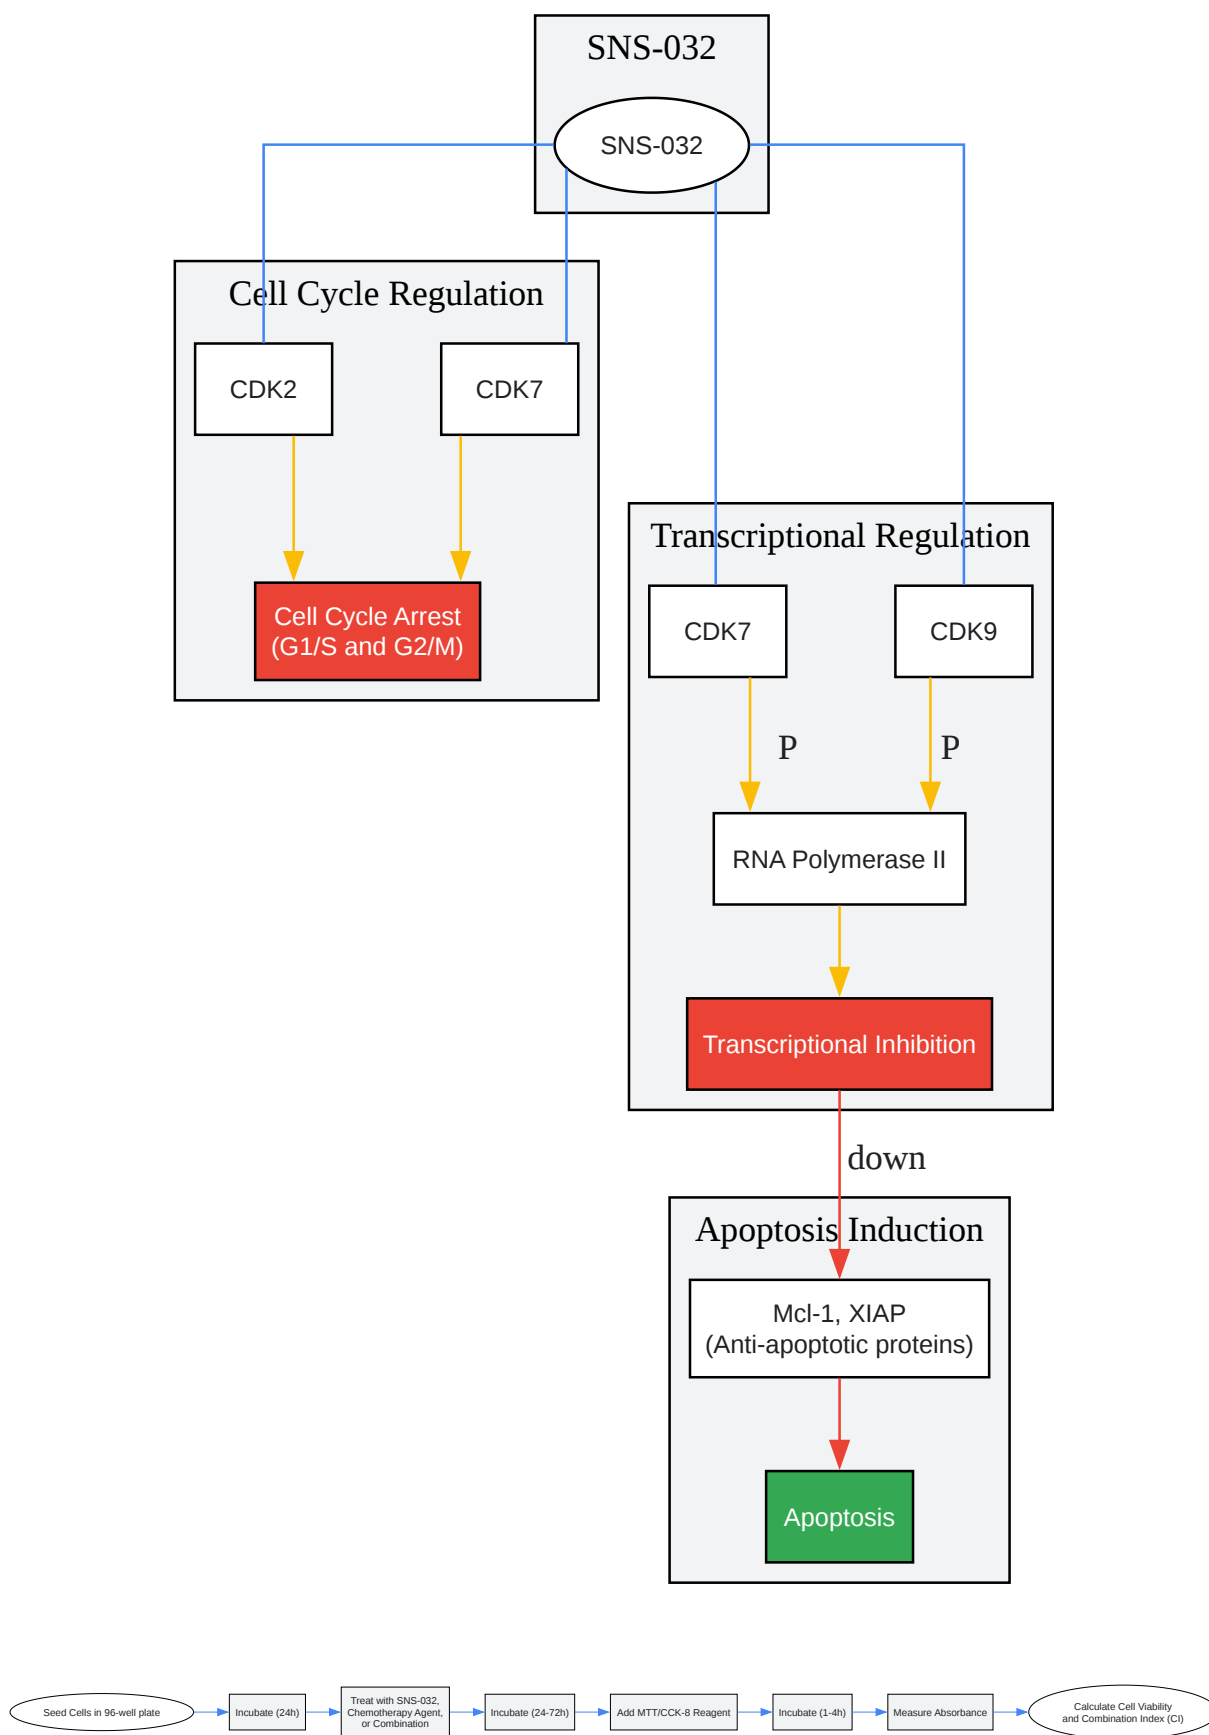 SNS-032
SNS-032
Cell Cycle Regulation
CDK2
CDK7
Cell Cycle Arrest
(G1/S and G2/M)
Transcriptional Regulation
CDK7
CDK9
P
P
RNA Polymerase II
Transcriptional Inhibition
down
Apoptosis Induction
Mcl-1, XIAP
(Anti-apoptotic proteins)
Apoptosis
Seed Cells in 96-well plate
Incubate (24h)
Treat with SNS-032,
Chemotherapy Agent,
or Combination
Incubate (24-72h)
Add MTT/CCK-8 Reagent
Incubate (1-4h)
Measure Absorbance
Calculate Cell Viability
and Combination Index (CI)